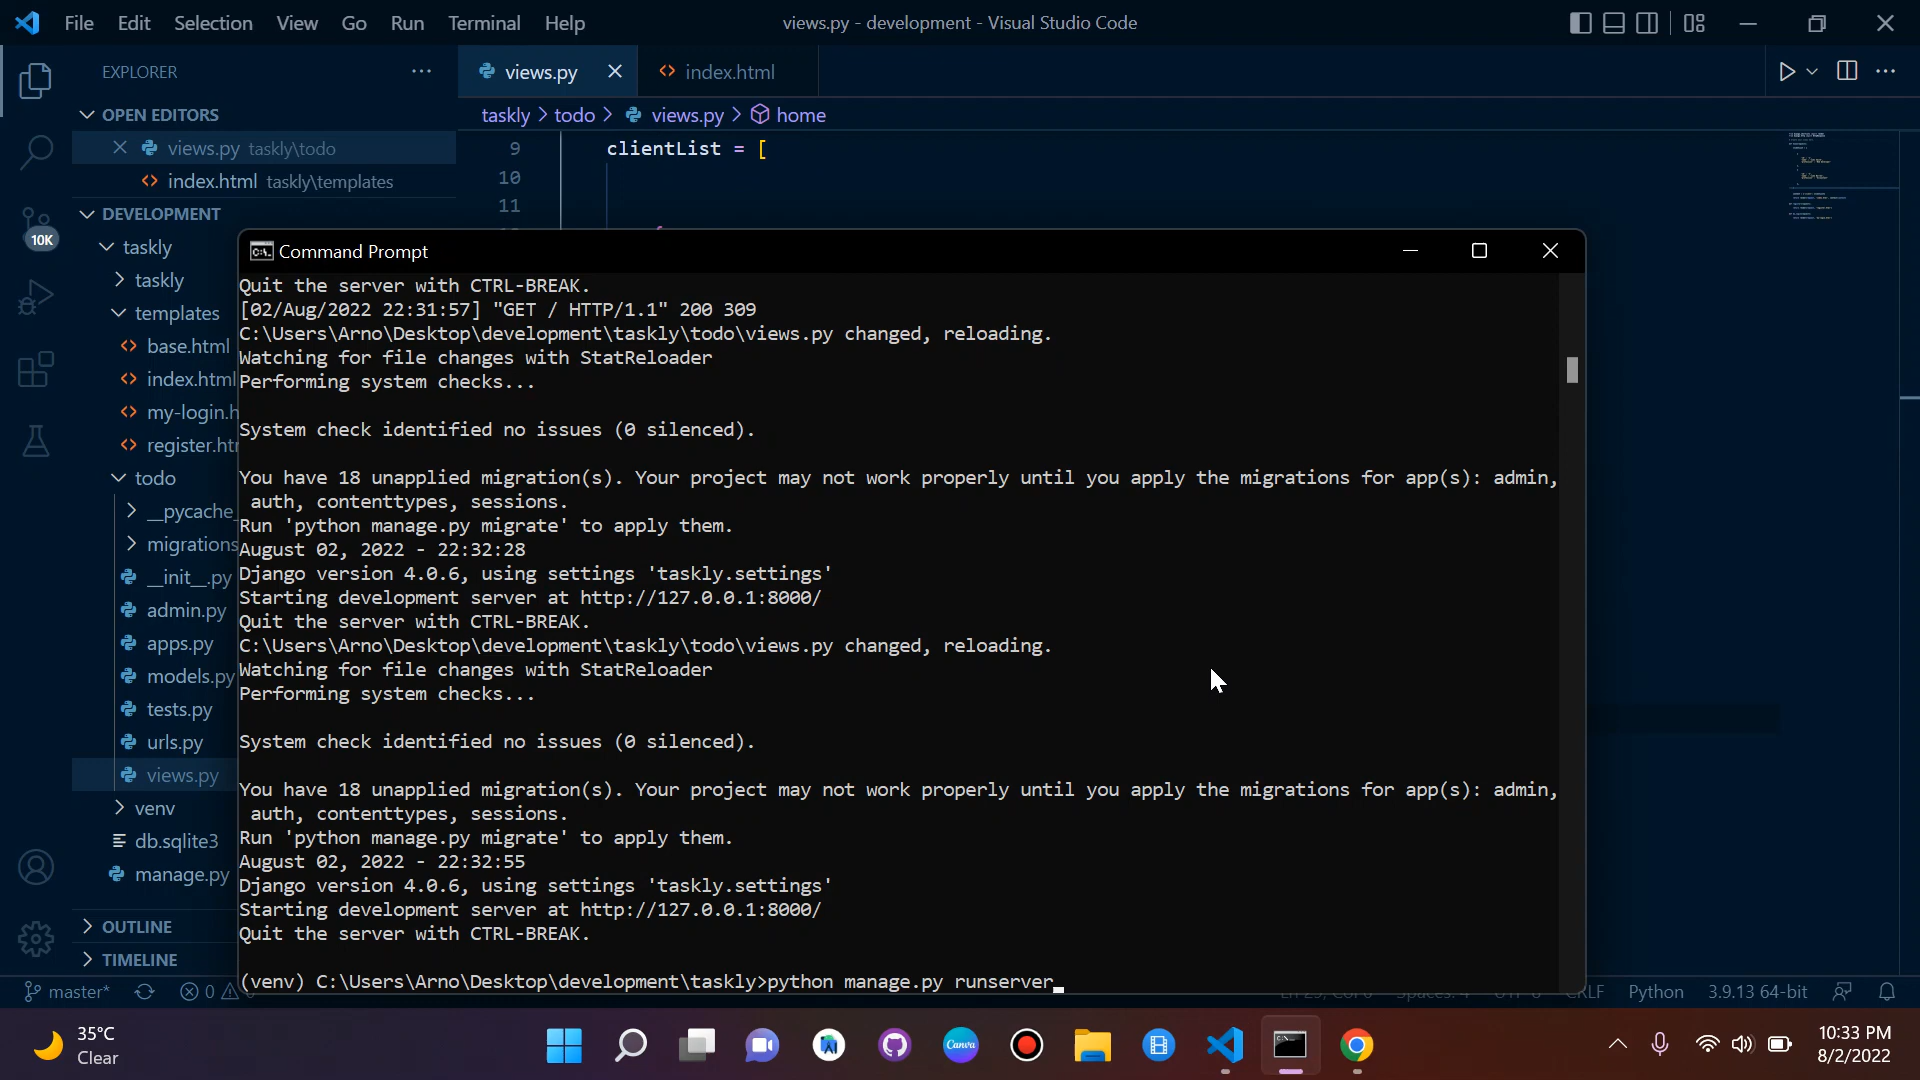 File Edit Selection View Go Run Terminal Help
views.py - development - Visual Studio Code
EXPLORER
views.py
index.html
OPEN EDITORS
taskly > todo > views.py > home
views.py taskly\todo
index.html taskly\templates
9 clientList = [
10
11
DEVELOPMENT
10K
taskly
taskly
templates
base.html
index.html
my-login.h
register.ht
todo
__pycache_
migrations
__init__.py
admin.py
apps.py
models.py
tests.py
urls.py
views.py
venv
db.sqlite3
manage.py
OUTLINE
TIMELINE
Command Prompt
Quit the server with CTRL-BREAK.
[02/Aug/2022 22:31:57] "GET / HTTP/1.1" 200 309
C:\Users\Arno\Desktop\development\taskly\todo\views.py changed, reloading.
Watching for file changes with StatReloader
Performing system checks...
System check identified no issues (0 silenced).
You have 18 unapplied migration(s). Your project may not work properly until you apply the migrations for app(s): admin,
auth, contenttypes, sessions.
Run 'python manage.py migrate' to apply them.
August 02, 2022 - 22:32:28
Django version 4.0.6, using settings 'taskly.settings'
Starting development server at http://127.0.0.1:8000/
Quit the server with CTRL-BREAK.
C:\Users\Arno\Desktop\development\taskly\todo\views.py changed, reloading.
Watching for file changes with StatReloader
Performing system checks...
System check identified no issues (0 silenced).
You have 18 unapplied migration(s). Your project may not work properly until you apply the migrations for app(s): admin,
auth, contenttypes, sessions.
Run 'python manage.py migrate' to apply them.
August 02, 2022 - 22:32:55
Django version 4.0.6, using settings 'taskly.settings'
Starting development server at http://127.0.0.1:8000/
Quit the server with CTRL-BREAK.
(venv) C:\Users\Arno\Desktop\development\taskly>python manage.py runserver
master* 0
CRLF Python 3.9.13 64-bit
35°C
Clear
Canva
10:33 PM
8/2/2022